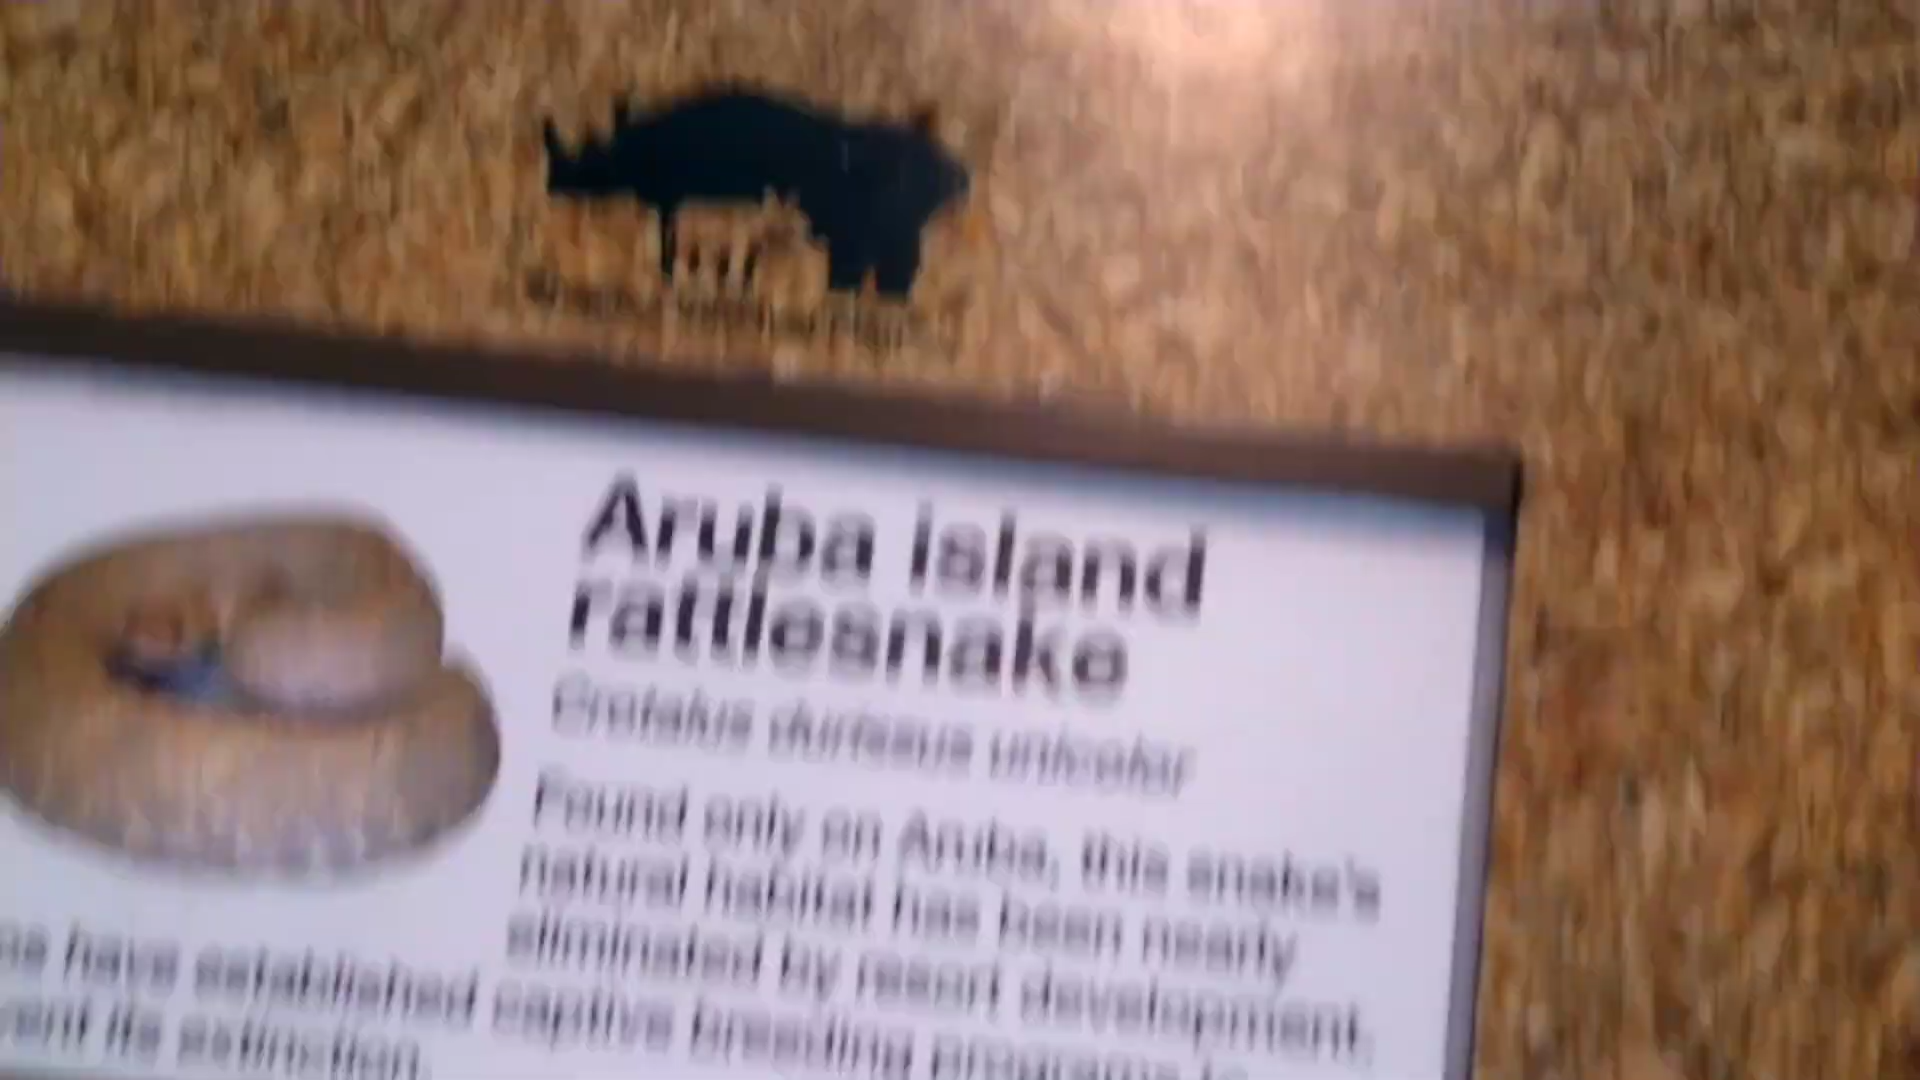 Aruba island
rattlesnake
Crotalus durissus unicolor
Found only on Aruba, this snake's
natural habitat has been nearly
eliminated by resort development.
have established captive breeding programs to
its extinction.